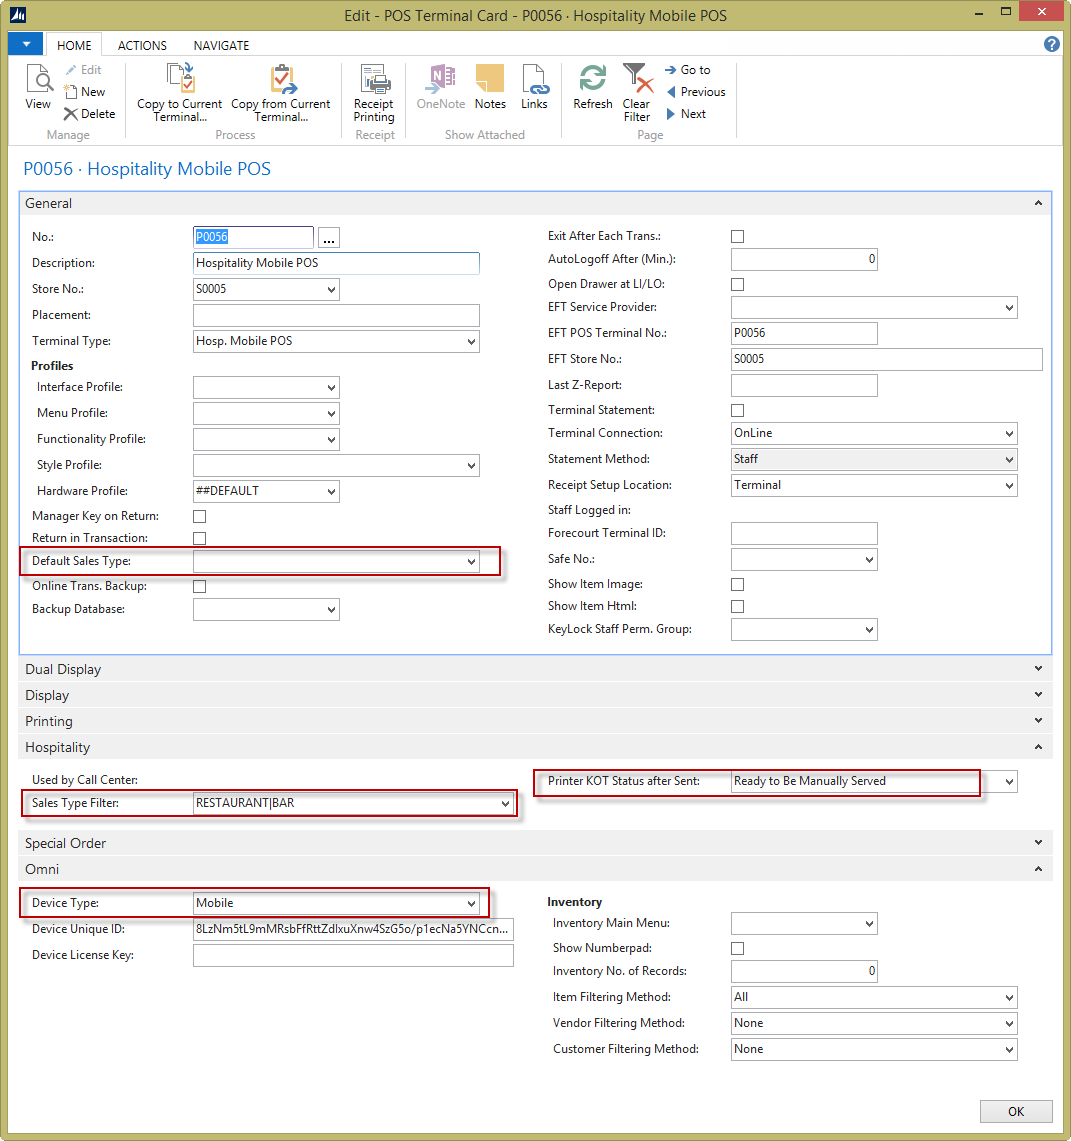 Edit - POS Terminal Card - P0056 · Hospitality Mobile POS
HOME ACTIONS NAVIGATE
View
Edit
New
Delete
Manage
Copy to Current Terminal...
Copy from Current Terminal...
Process
Receipt Printing
Receipt
OneNote
Notes
Links
Show Attached
Refresh
Clear Filter
Go to
Previous
Next
Page
P0056 · Hospitality Mobile POS
General
No.: P0056 ...
Description: Hospitality Mobile POS
Store No.: S0005
Placement:
Terminal Type: Hosp. Mobile POS
Profiles
Interface Profile:
Menu Profile:
Functionality Profile:
Style Profile:
Hardware Profile: ##DEFAULT
Manager Key on Return:
Return in Transaction:
Default Sales Type:
Online Trans. Backup:
Backup Database:
Exit After Each Trans.:
AutoLogoff After (Min.): 0
Open Drawer at LI/LO:
EFT Service Provider:
EFT POS Terminal No.: P0056
EFT Store No.: S0005
Last Z-Report:
Terminal Statement:
Terminal Connection: OnLine
Statement Method: Staff
Receipt Setup Location: Terminal
Staff Logged in:
Forecourt Terminal ID:
Safe No.:
Show Item Image:
Show Item Html:
KeyLock Staff Perm. Group:
Dual Display
Display
Printing
Hospitality
Used by Call Center:
Sales Type Filter: RESTAURANT|BAR
Printer KOT Status after Sent: Ready to Be Manually Served
Special Order
Omni
Device Type: Mobile
Device Unique ID: 8LzNm5tL9mMRsbFfRttZdIxuXnw4SzG5o/p1ecNa5YNCcn...
Device License Key:
Inventory
Inventory Main Menu:
Show Numberpad:
Inventory No. of Records: 0
Item Filtering Method: All
Vendor Filtering Method: None
Customer Filtering Method: None
OK